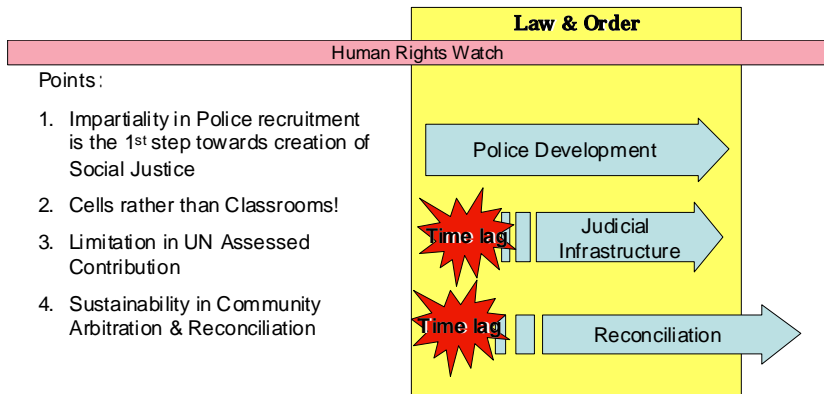 Law & Order
Human Rights Watch
Points:
1. Impartiality in Police recruitment
is the 1st step towards creation of
Social Justice
2. Cells rather than Classrooms!
3. Limitation in UN Assessed
Contribution
4. Sustainability in Community
Arbitration & Reconciliation
Police Development
Time lag
Judicial
Infrastructure
Time lag
Reconciliation